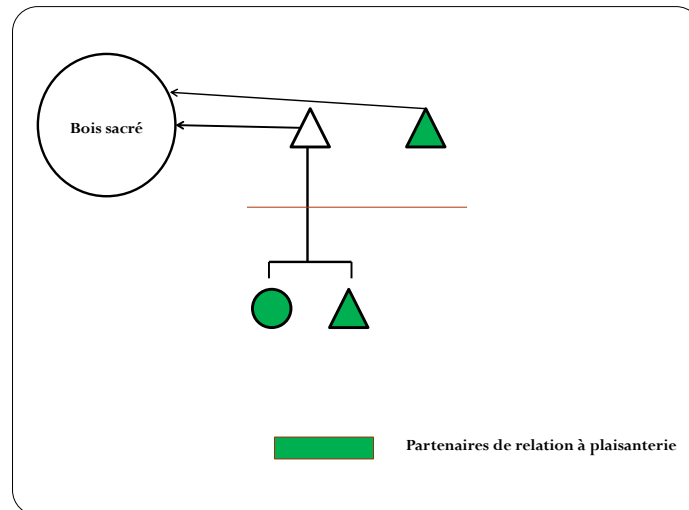 Bois sacré
Partenaires de relation à plaisanterie